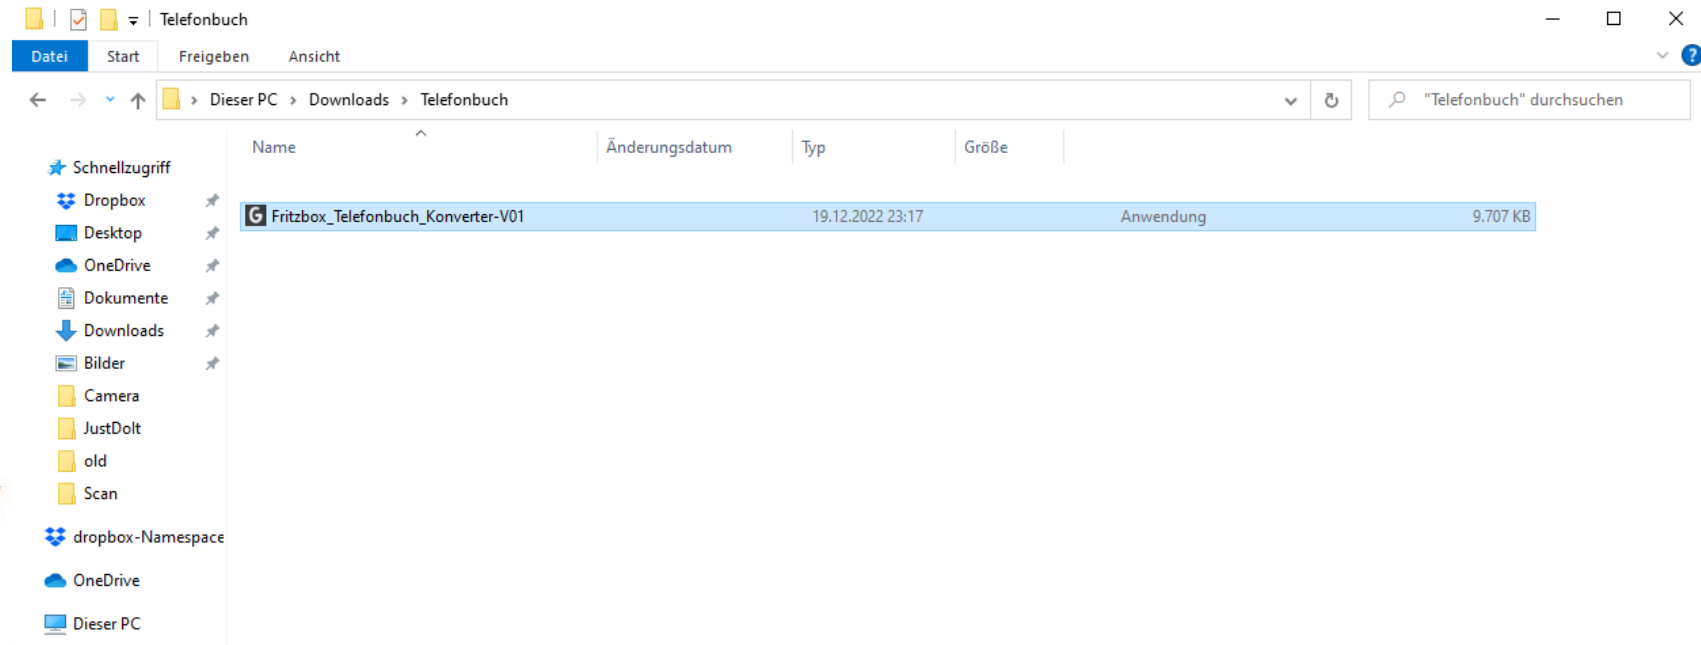 Telefonbuch
Datei Start Freigeben Ansicht
Dieser PC Downloads Telefonbuch "Telefonbuch" durchsuchen
Name Änderungsdatum Typ Größe
Schnellzugriff
Dropbox
Fritzbox_Telefonbuch_Konverter-V01 19.12.2022 23:17 Anwendung 9.707 KB
Desktop
OneDrive
Dokumente
Downloads
Bilder
Camera
JustDoIt
old
Scan
dropbox-Namespace
OneDrive
Dieser PC